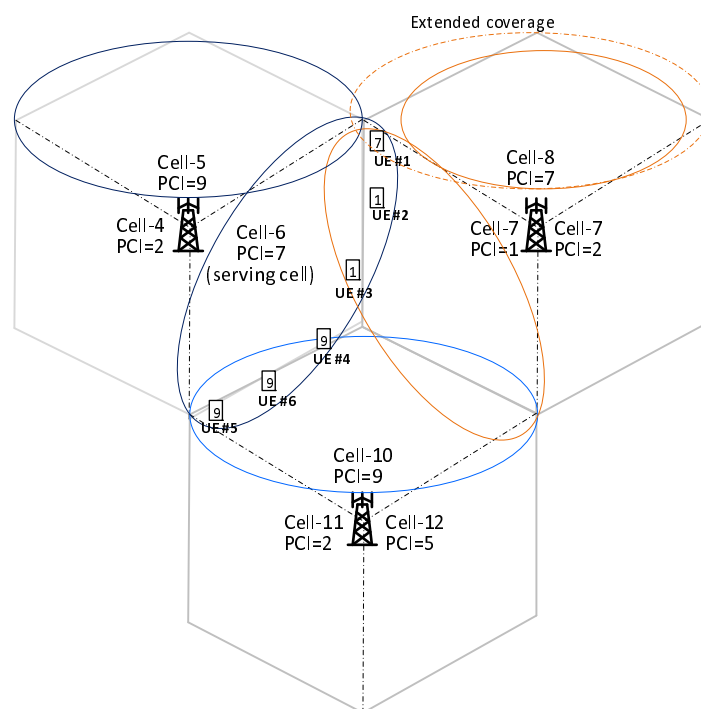 Extended coverage
7
UE #1
Cell-5
PCI=9
Cell-8
PCI=7
1
UE #2
Cell-4
PCI=2
Cell-6
PCI=7
(serving cell)
Cell-7
PCI=1
Cell-7
PCI=2
1
UE #3
9
UE #4
9
UE #6
9
UE #5
Cell-10
PCI=9
Cell-11
PCI=2
Cell-12
PCI=5